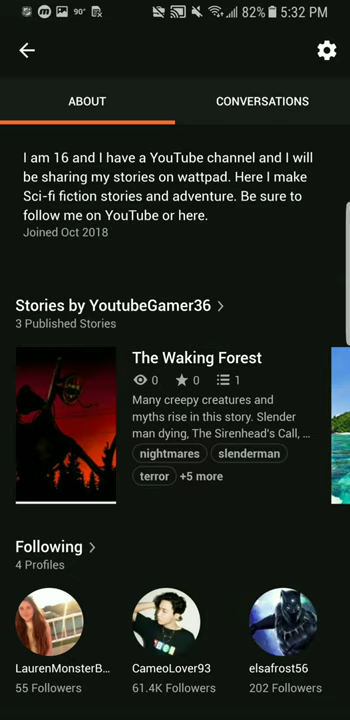 90°
82% 5:32 PM
ABOUT CONVERSATIONS
I am 16 and I have a YouTube channel and I will
be sharing my stories on wattpad. Here I make
Sci-fi fiction stories and adventure. Be sure to
follow me on YouTube or here.
Joined Oct 2018
Stories by YoutubeGamer36 >
3 Published Stories
The Waking Forest
0 0 1
Many creepy creatures and
myths rise in this story. Slender
man dying, The Sirenhead's Call, ...
nightmares slenderman
terror +5 more
Following >
4 Profiles
LaurenMonsterB... CameoLover93 elsafrost56
55 Followers 61.4K Followers 202 Followers